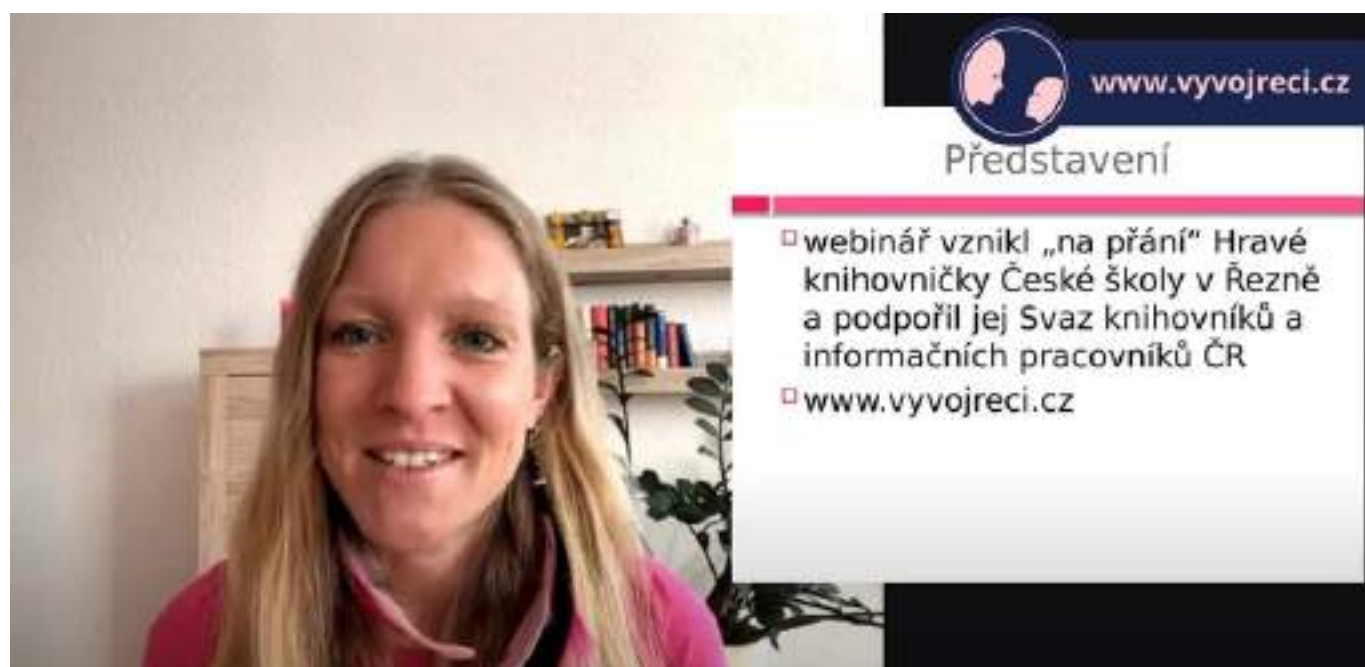 www.vyvojreci.cz
Představení
webinář vznikl „na přání“ Hravé
knihovničky České školy v Řezně
a podpořil jej Svaz knihovníků a
informačních pracovníků ČR
www.vyvojreci.cz